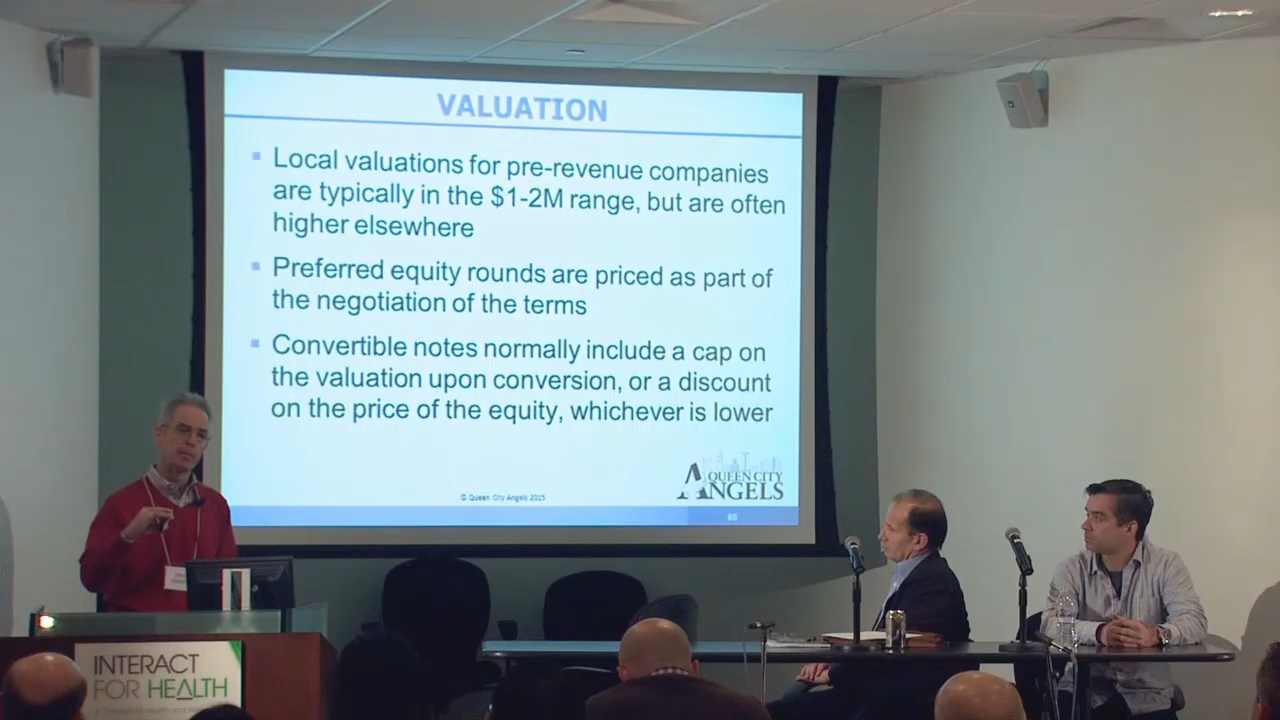 VALUATION
Local valuations for pre-revenue companies
are typically in the $1-2M range, but are often
higher elsewhere
Preferred equity rounds are priced as part of
the negotiation of the terms
Convertible notes normally include a cap on
the valuation upon conversion, or a discount
on the price of the equity, whichever is lower
QUEEN CITY
ANGELS
© Queen City Angels 2015
65
INTERACT
FOR HEALTH